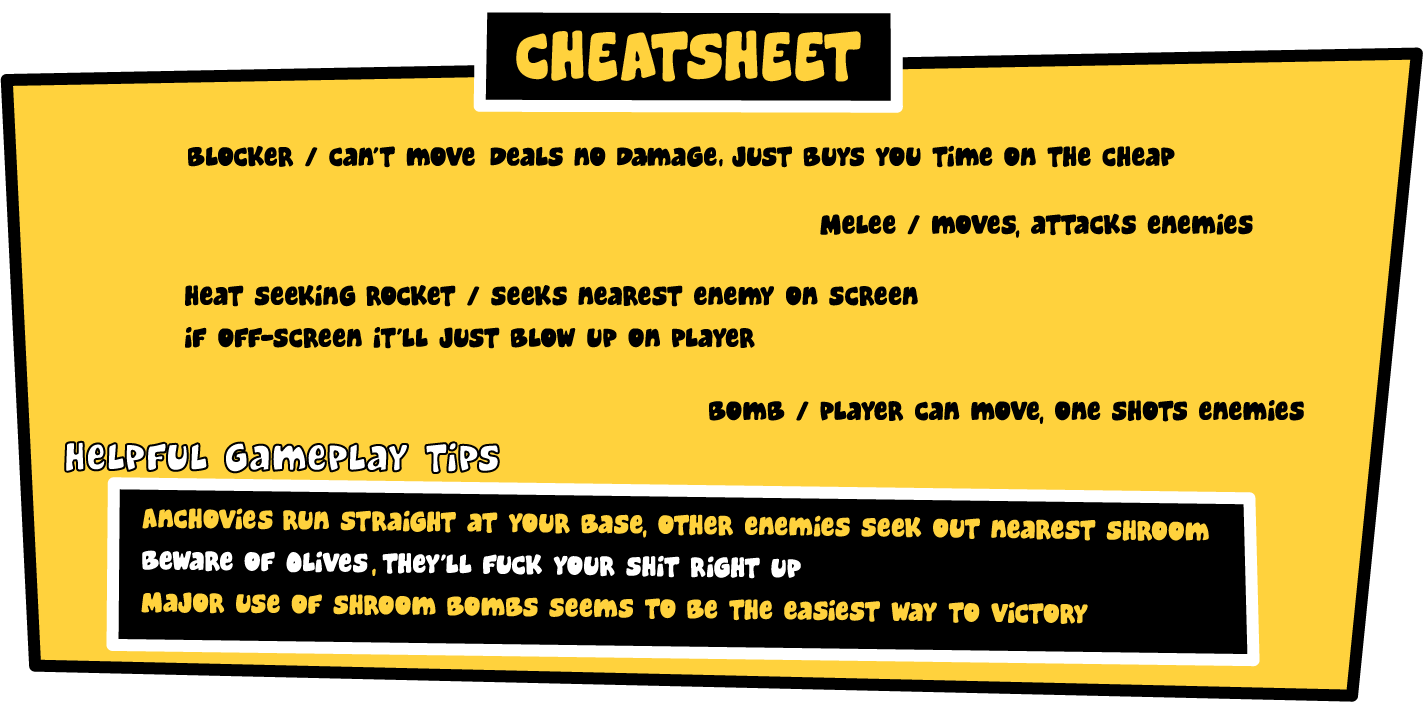 CHEATSHEET
BLOCKER / CAN'T MOVE DEALS NO DAMAGE. JUST BUYS YOU TIME ON THE CHEAP
MELEE / MOVES, ATTACKS ENEMIES
HEAT SEEKING ROCKET / SEEKS NEAREST ENEMY ON SCREEN
IF OFF-SCREEN IT'LL JUST BLOW UP ON PLAYER
BOMB / PLAYER CAN MOVE, ONE SHOTS ENEMIES
HELPFUL GAMEPLAY TIPS
ANCHOVIES RUN STRAIGHT AT YOUR BASE, OTHER ENEMIES SEEK OUT NEAREST SHROOM
BEWARE OF OLIVES, THEY'LL FUCK YOUR SHIT RIGHT UP
MAJOR USE OF SHROOM BOMBS SEEMS TO BE THE EASIEST WAY TO VICTORY